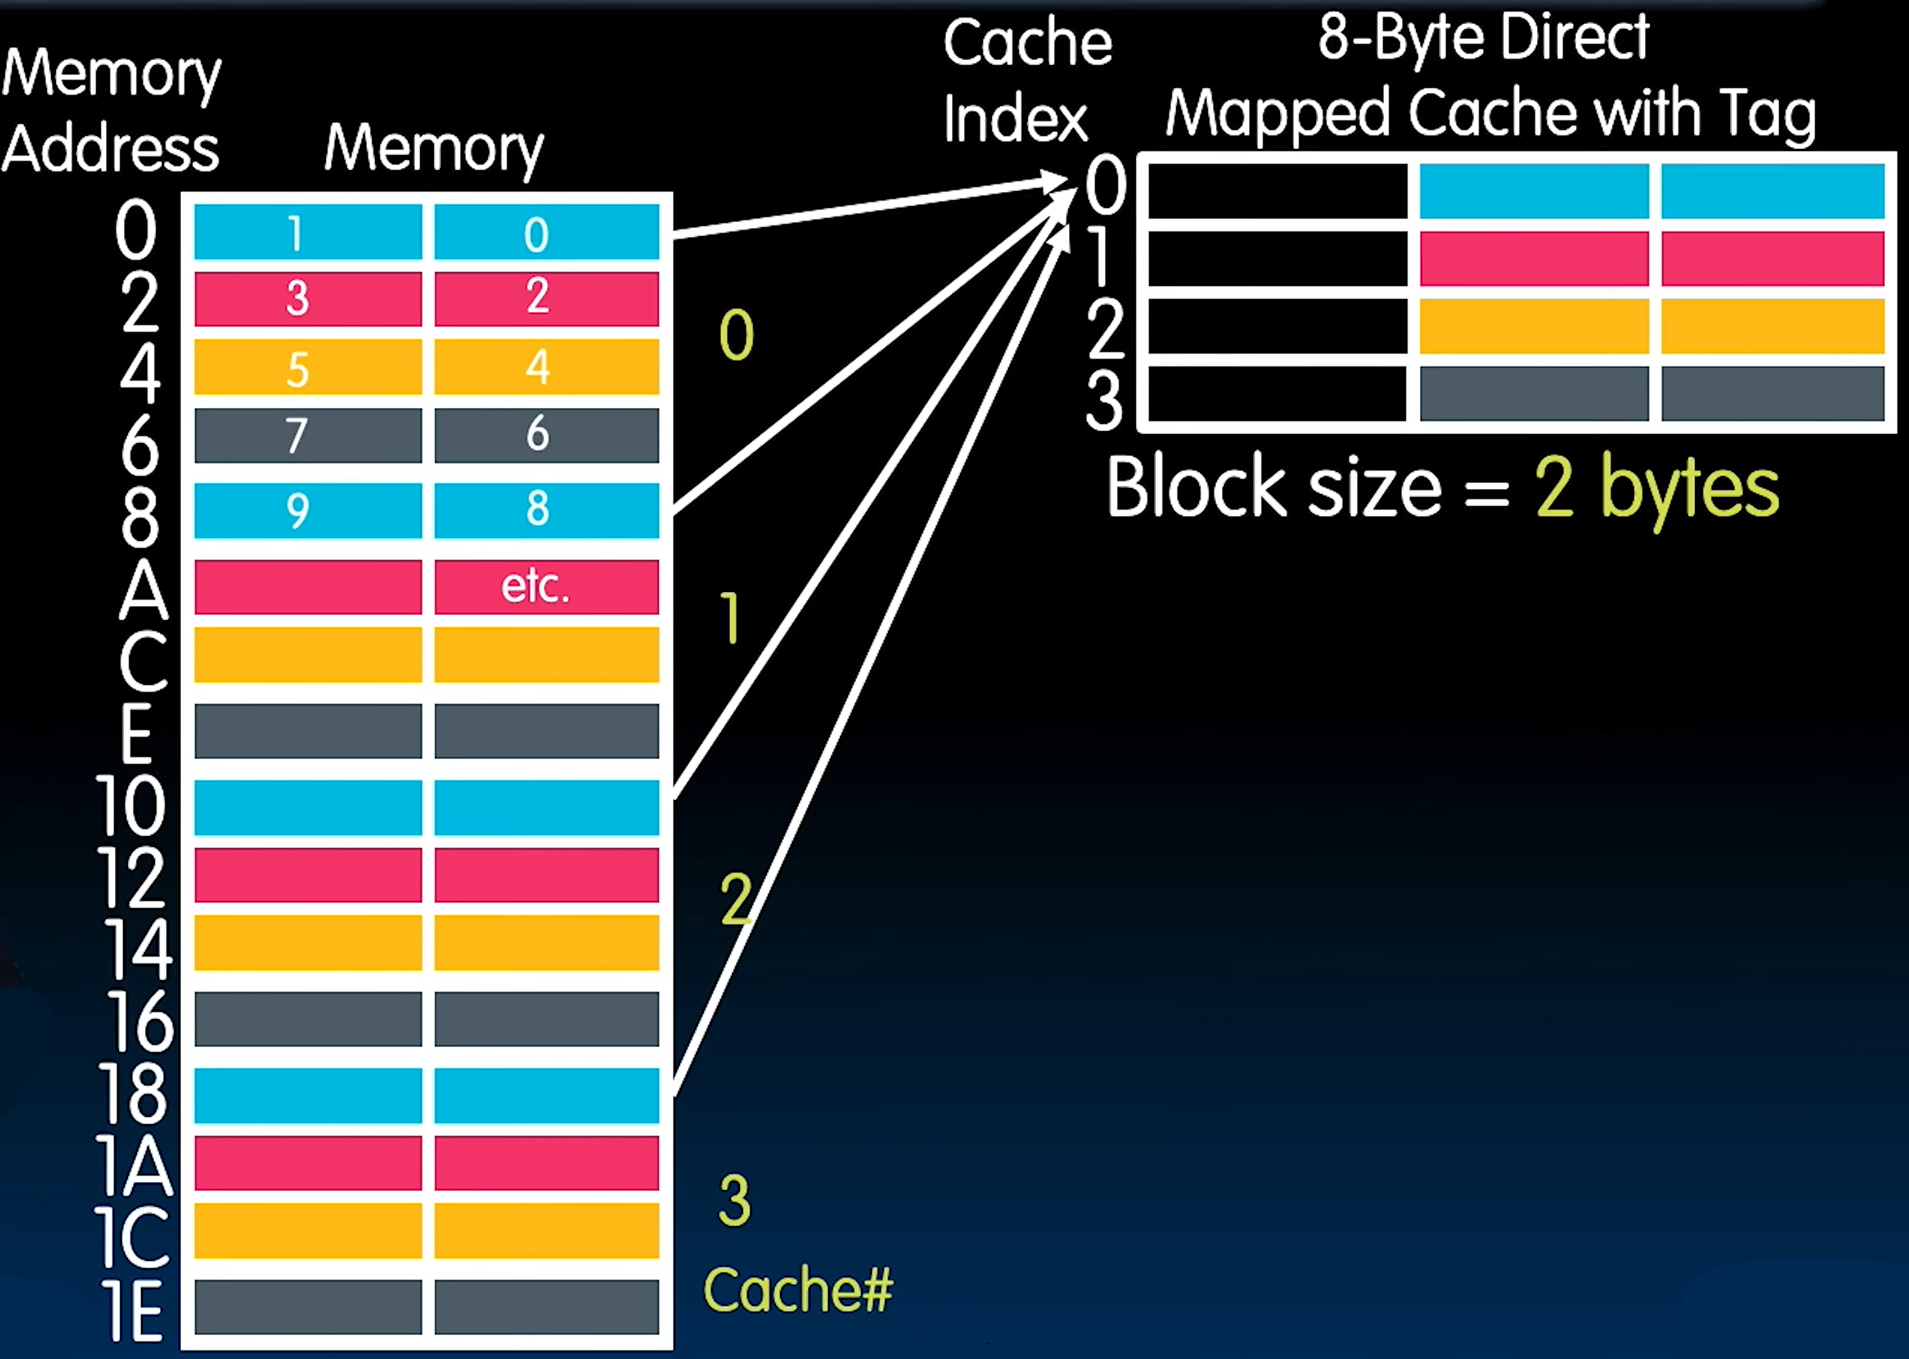 Memory
Address
Memory
Cache
Index
8-Byte Direct
Mapped Cache with Tag
0
1 0
2
3 2
4
5 4
6
7 6
8
9 8
A
etc.
C
E
10
12
14
16
18
1A
1C
1E
0
1
2
3
Cache#
0
1
2
3
Block size = 2 bytes